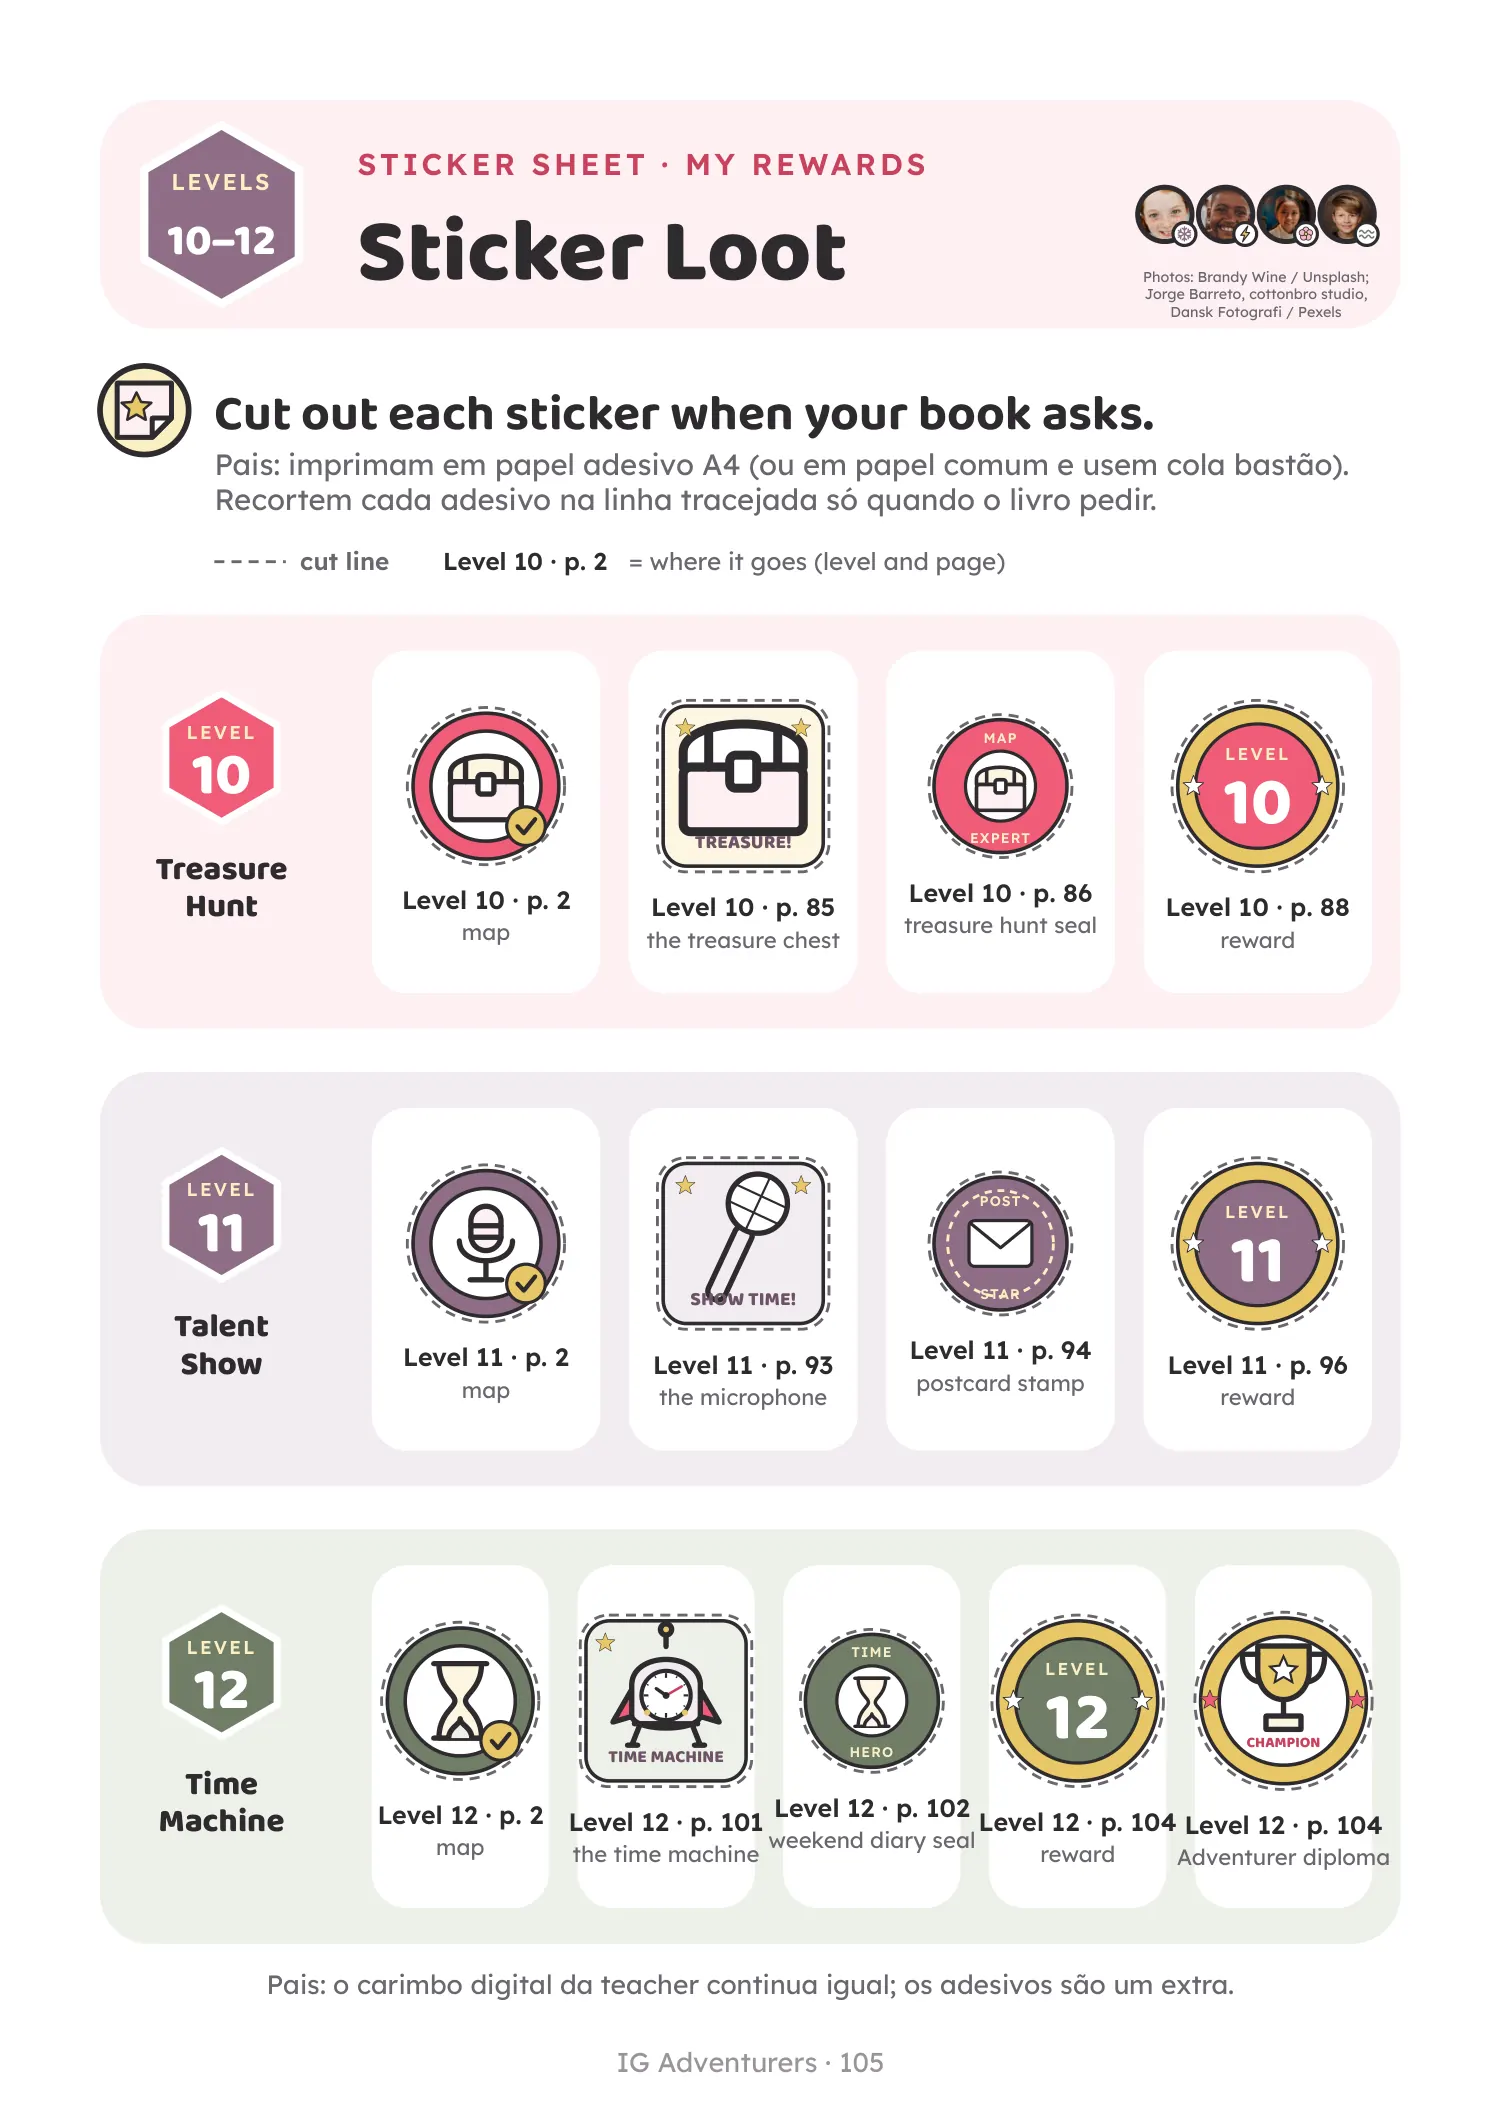 LEVELS
10–12
STICKER SHEET · MY REWARDS
Sticker Loot
Photos: Brandy Wine / Unsplash;
Jorge Barreto, cottonbro studio,
Dansk Fotografi / Pexels
Cut out each sticker when your book asks.
Pais: imprimam em papel adesivo A4 (ou em papel comum e usem cola bastão).
Recortem cada adesivo na linha tracejada só quando o livro pedir.
cut line
Level 10 · p. 2 = where it goes (level and page)
LEVEL
10
Treasure
Hunt
Level 10 · p. 2
map
TREASURE!
Level 10 · p. 85
the treasure chest
MAP
EXPERT
Level 10 · p. 86
treasure hunt seal
LEVEL
10
Level 10 · p. 88
reward
LEVEL
11
Talent
Show
Level 11 · p. 2
map
SHOW TIME!
Level 11 · p. 93
the microphone
POST
STAR
Level 11 · p. 94
postcard stamp
LEVEL
11
Level 11 · p. 96
reward
LEVEL
12
Time
Machine
Level 12 · p. 2
map
TIME MACHINE
Level 12 · p. 101
the time machine
TIME
HERO
Level 12 · p. 102
weekend diary seal
LEVEL
12
Level 12 · p. 104
reward
CHAMPION
Level 12 · p. 104
Adventurer diploma
Pais: o carimbo digital da teacher continua igual; os adesivos são um extra.
IG Adventurers · 105